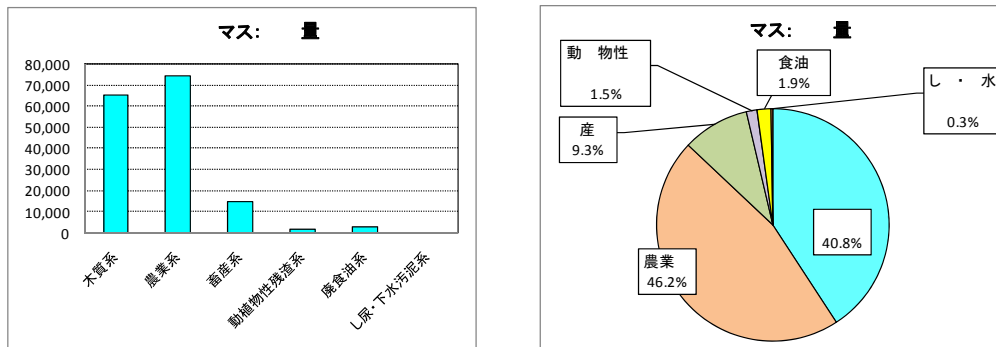 マス： 量
80,000
70,000
60,000
50,000
40,000
30,000
20,000
10,000
0
木質系
農業系
畜産系
動植物性残渣系
廃食油系
し尿・下水汚泥系
マス： 量
動 物性
1.5%
食油
1.9%
し ・ 水
0.3%
産
9.3%
40.8%
農業
46.2%